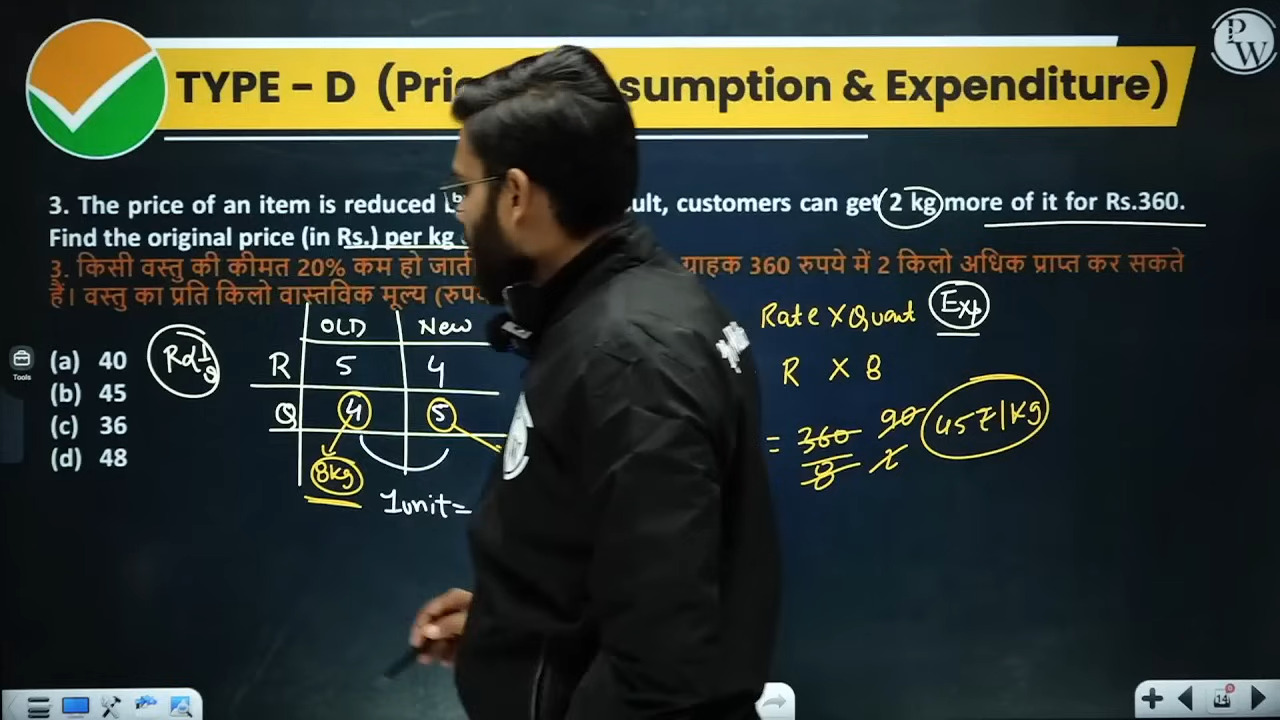 TYPE - D (Pri sumption & Expenditure)
PW
3. The price of an item is reduced ult, customers can get 2 kg more of it for Rs.360.
Find the original price (in Rs.) per kg
3. किसी वस्तु की कीमत 20% कम हो जाती ग्राहक 360 रुपये में 2 किलो अधिक प्राप्त कर सकते
हैं। वस्तु का प्रति किलो वास्तविक मूल्य
(a) 40
(b) 45
(c) 36
(d) 48
Tools
OLD New
R 5 4
Q 4 5
8kg
1unit=
Rate X Quant Exp
R X 8
= 360 90 45₹/kg
8 2
14